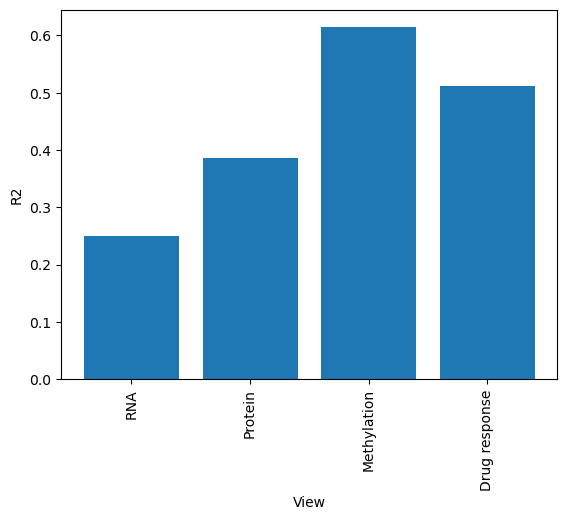 0.6
0.5
0.4
0.3
0.2
0.1
0.0
R2
RNA
Protein
Methylation
Drug response
View